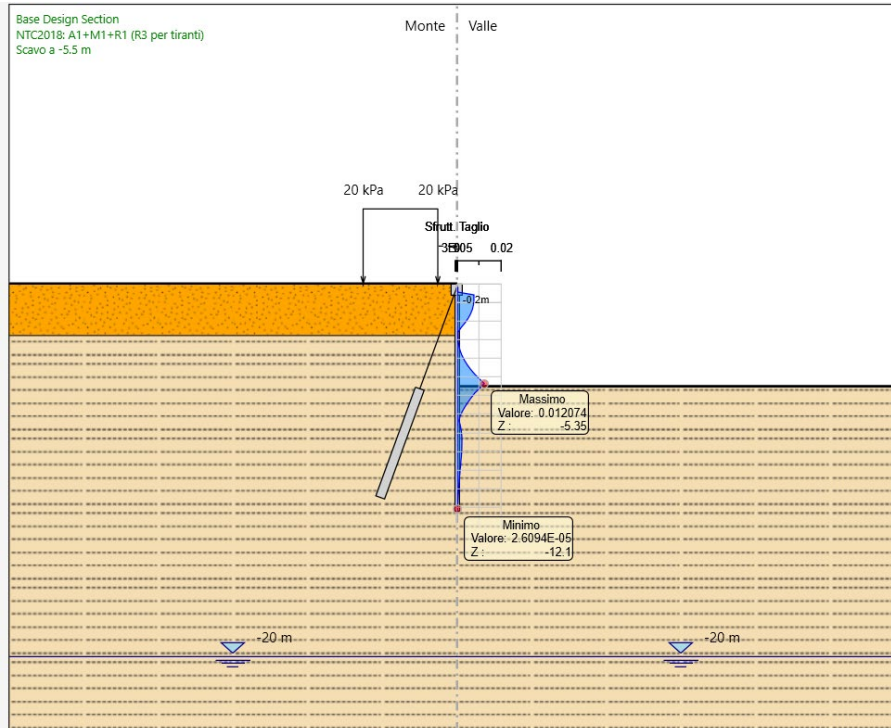 Base Design Section
NTC2018: A1+M1+R1 (R3 per tiranti)
Scavo a -5.5 m
Monte Valle
20 kPa 20 kPa
Sfrutt. Taglio
0.02
-0.2m
Massimo
Valore: 0.012074
Z : -5.35
Minimo
Valore: 2.6094E-05
Z : -12.1
-20 m -20 m